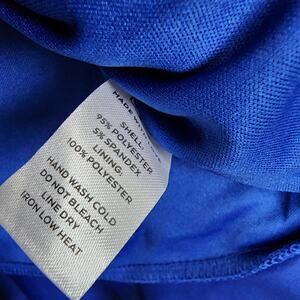 MADE
SHELL:
95% POLYESTER
5% SPANDEX
LINING:
100% POLYESTER
HAND WASH COLD
DO NOT BLEACH
LINE DRY
IRON LOW HEAT